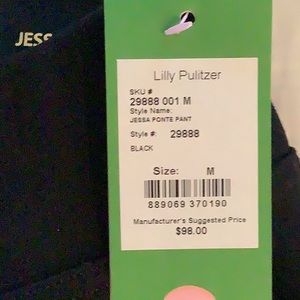 JESS
Lilly Pulitzer
SKU #
29888 001 M
Style Name:
JESSA PONTE PANT
Style #: 29888
BLACK
Size: M
889069 370190
Manufacturer's Suggested Price
$98.00